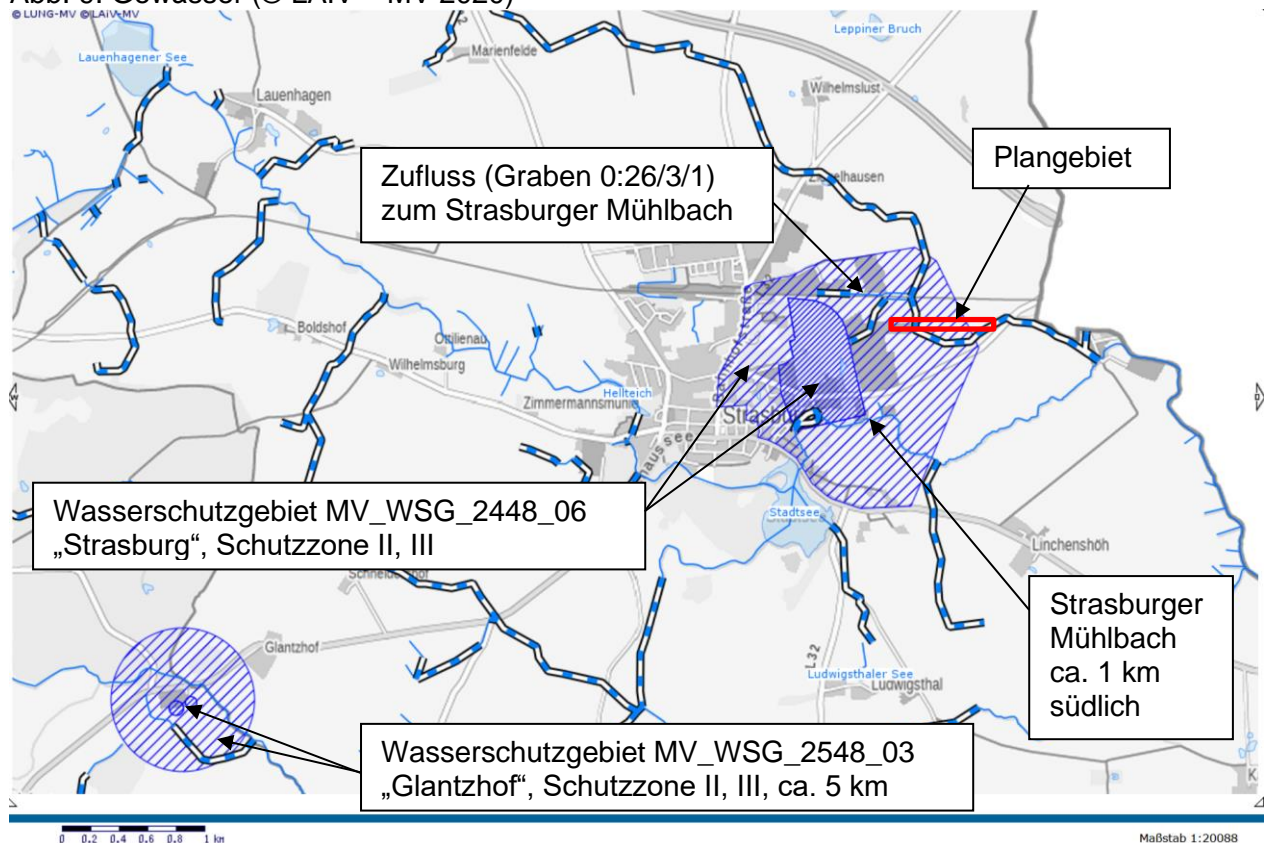 © LUNG-MV © LAiV-MV
Leppiner Bruch
Lauenhagener See
Marienfelde
Lauenhagen
Wilhelmslust
Zufluss (Graben 0:26/3/1)
zum Strasburger Mühlbach
Plangebiet
Boldshof
Ottilienau
Wilhelmsburg
Hellteich
Zimmermannsmühle
Wasserschutzgebiet MV_WSG_2448_06
„Strasburg“, Schutzzone II, III
Stadtsee
Linchenshöh
Strasburger
Mühlbach
ca. 1 km
südlich
Glantzhof
L32
Ludwigsthaler See
Ludwigsthal
Wasserschutzgebiet MV_WSG_2548_03
„Glantzhof“, Schutzzone II, III, ca. 5 km
0 0.2 0.4 0.6 0.8 1 km
Maßstab 1:20088